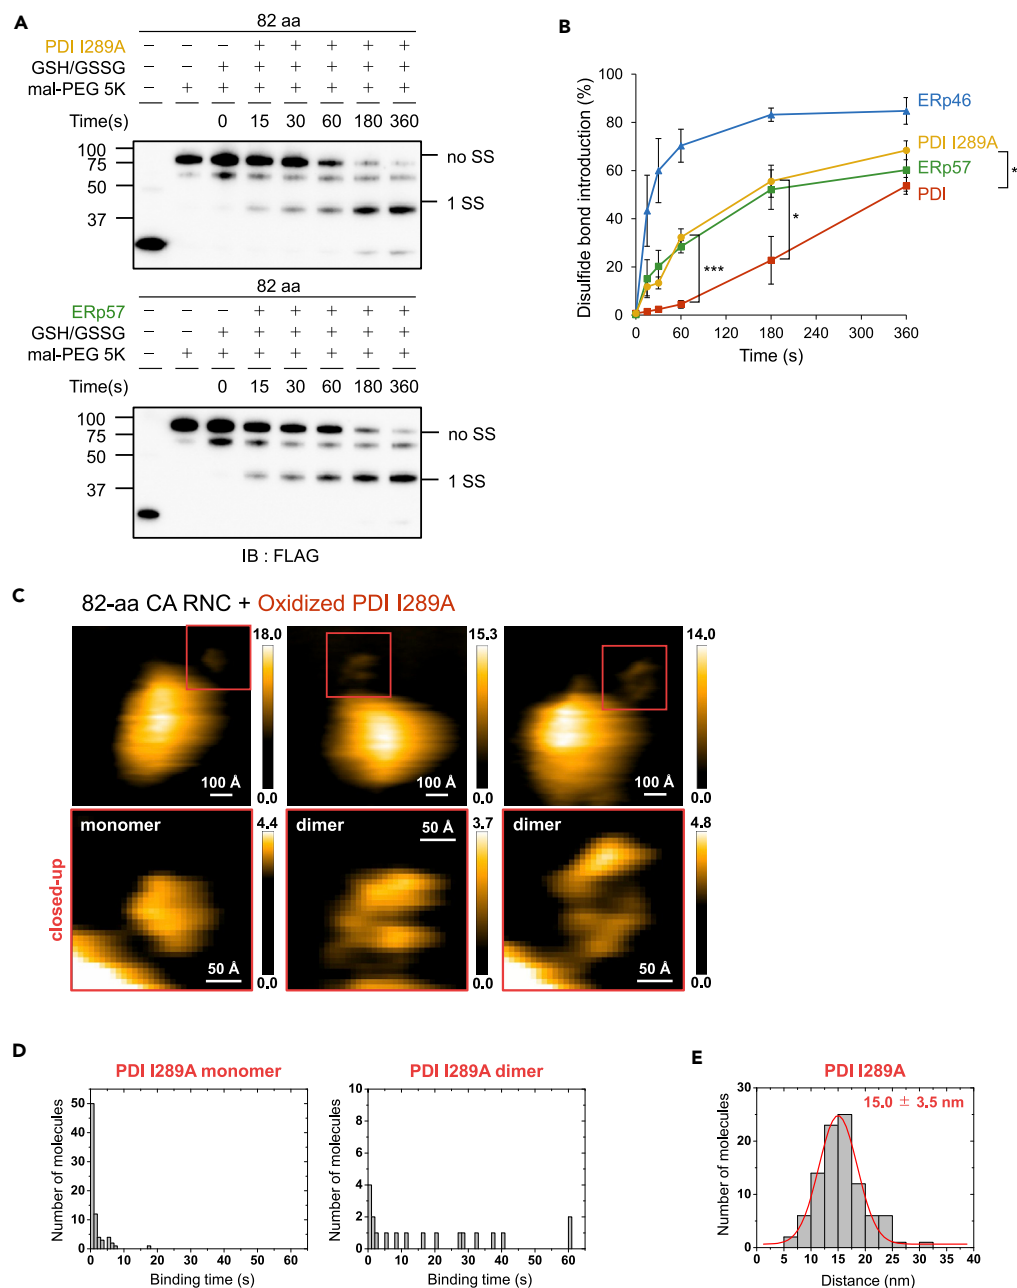 A
82 aa
PDI I289A – – – + + + + +
GSH/GSSG – – + + + + + +
mal-PEG 5K – + + + + + + +
Time(s) 0 15 30 60 180 360
100
75
50
37
no SS
1 SS
82 aa
ERp57 – – – + + + + +
GSH/GSSG – – + + + + + +
mal-PEG 5K – + + + + + + +
Time(s) 0 15 30 60 180 360
100
75
50
37
no SS
1 SS
IB : FLAG
B
Disulfide bond introduction (%)
100
80
60
40
20
0
0 60 120 180 240 300 360
Time (s)
ERp46
PDI I289A
ERp57
PDI
***
*
*
C
82-aa CA RNC + Oxidized PDI I289A
18.0
0.0
100 Å
15.3
0.0
100 Å
14.0
0.0
100 Å
closed-up
monomer
4.4
0.0
50 Å
dimer
3.7
0.0
50 Å
dimer
4.8
0.0
50 Å
D
PDI I289A monomer
Number of molecules
50
40
30
20
10
0
0 10 20 30 40 50 60
Binding time (s)
PDI I289A dimer
Number of molecules
10
8
6
4
2
0
0 10 20 30 40 50 60
Binding time (s)
E
PDI I289A
15.0 ± 3.5 nm
Number of molecules
30
20
10
0
0 5 10 15 20 25 30 35 40
Distance (nm)